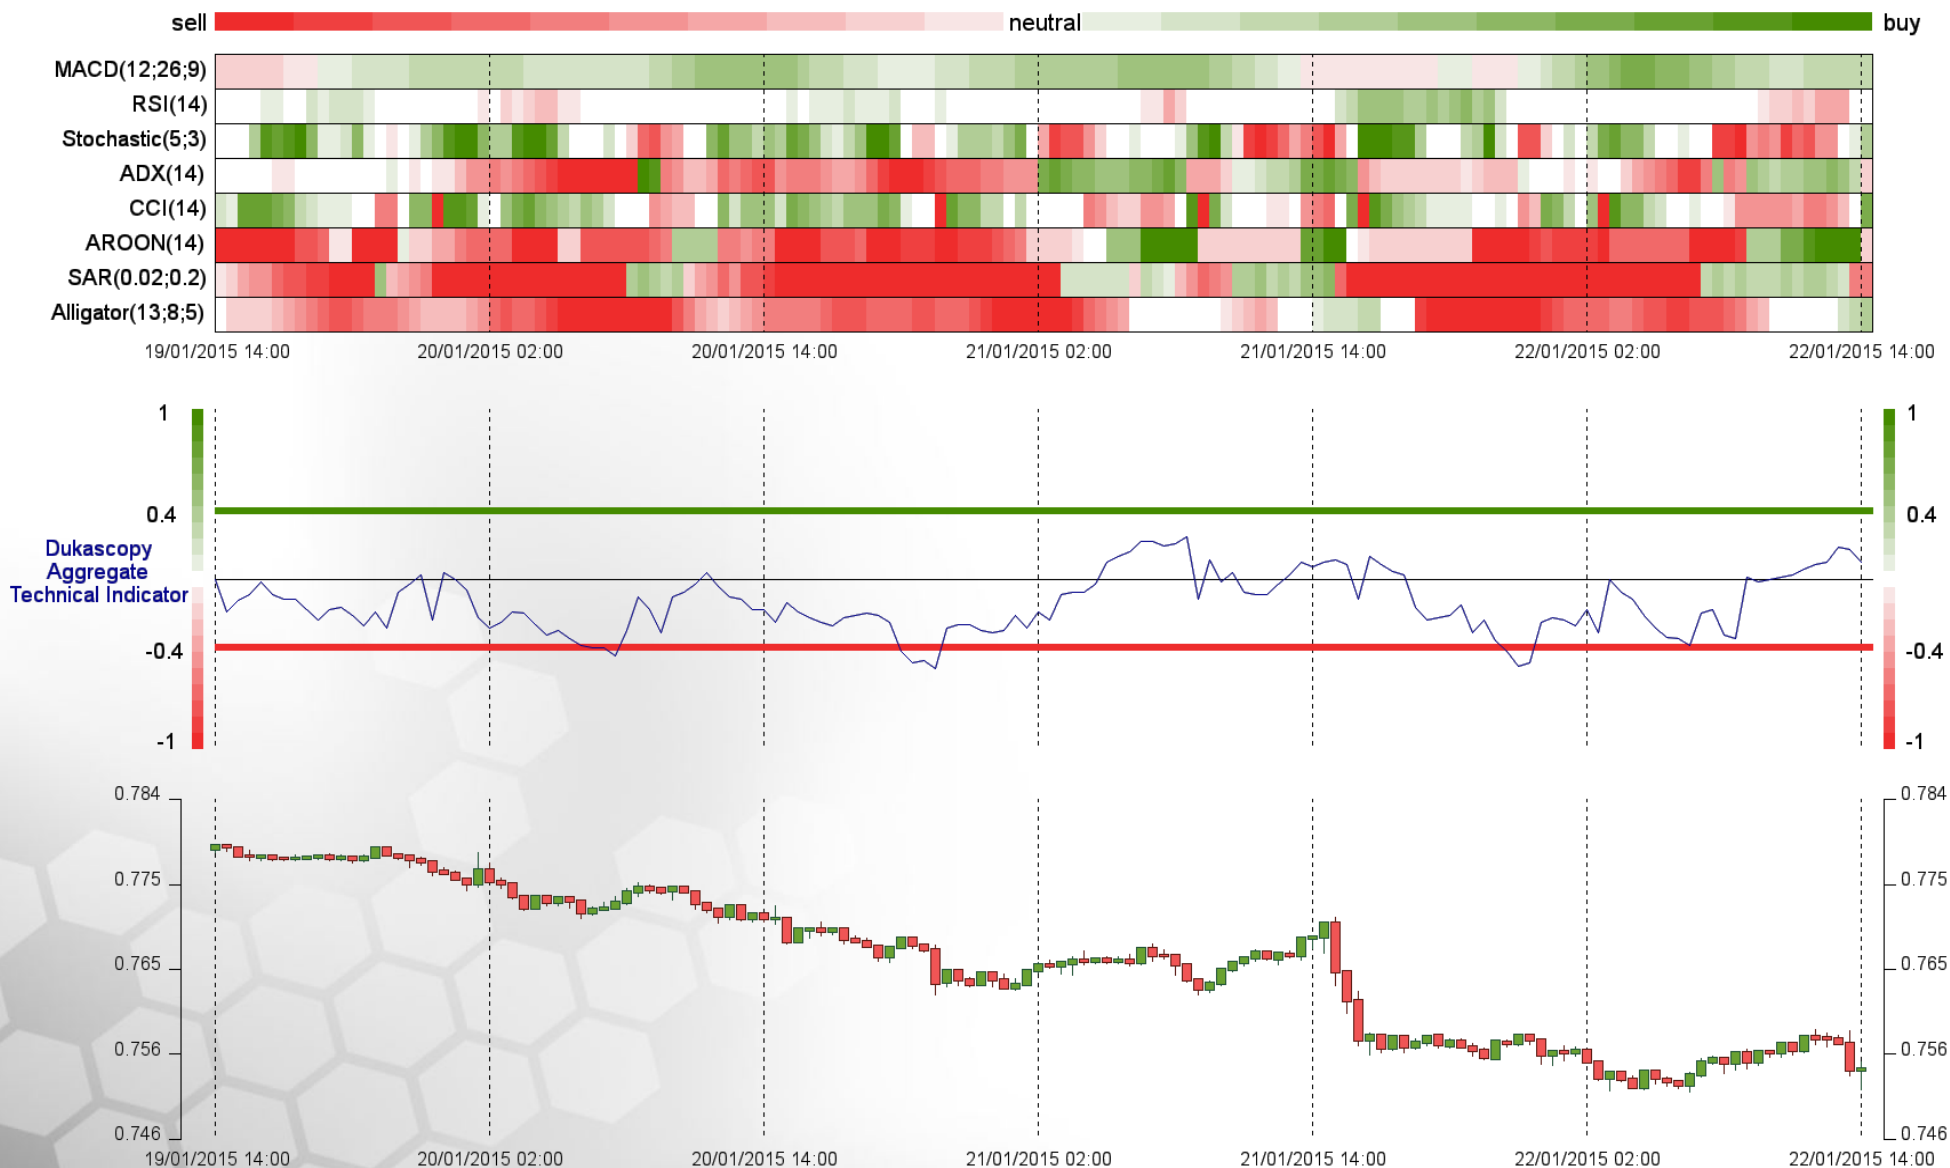 sell neutral buy
MACD(12;26;9)
RSI(14)
Stochastic(5;3)
ADX(14)
CCI(14)
AROON(14)
SAR(0.02;0.2)
Alligator(13;8;5)
19/01/2015 14:00 20/01/2015 02:00 20/01/2015 14:00 21/01/2015 02:00 21/01/2015 14:00 22/01/2015 02:00 22/01/2015 14:00
1 1
0.4 0.4
Dukascopy
Aggregate
Technical Indicator
-0.4 -0.4
-1 -1
0.784 0.784
0.775 0.775
0.765 0.765
0.756 0.756
0.746 0.746
19/01/2015 14:00 20/01/2015 02:00 20/01/2015 14:00 21/01/2015 02:00 21/01/2015 14:00 22/01/2015 02:00 22/01/2015 14:00